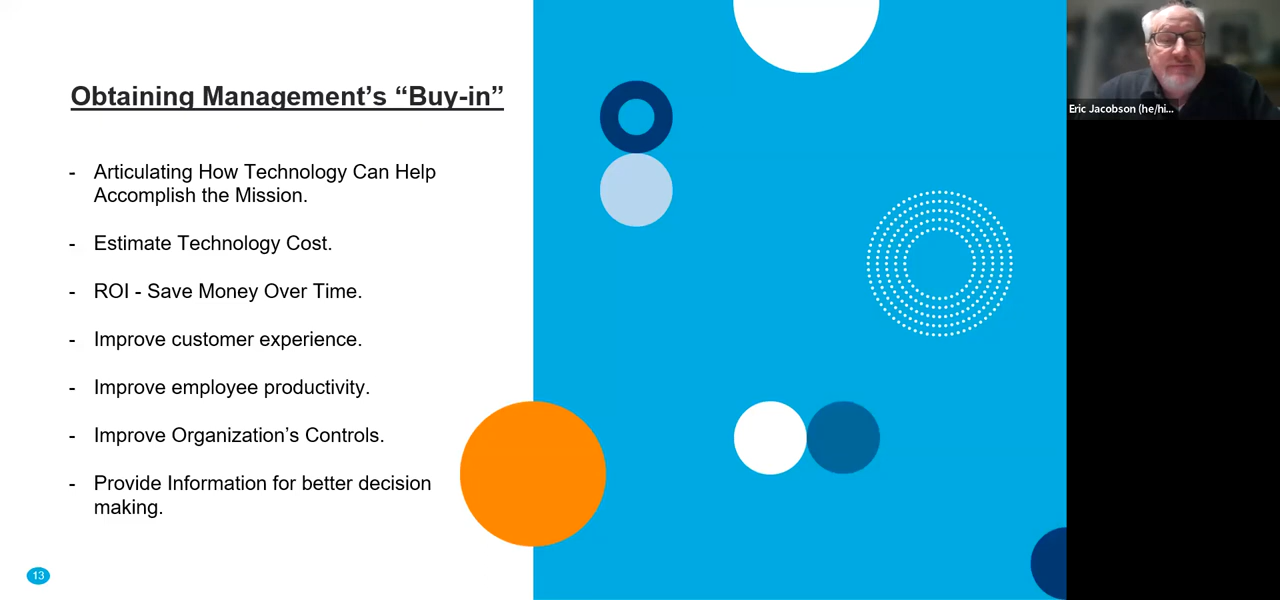 Obtaining Management’s “Buy-in”
- Articulating How Technology Can Help
Accomplish the Mission.
- Estimate Technology Cost.
- ROI - Save Money Over Time.
- Improve customer experience.
- Improve employee productivity.
- Improve Organization’s Controls.
- Provide Information for better decision
making.
13
Eric Jacobson (he/hi...